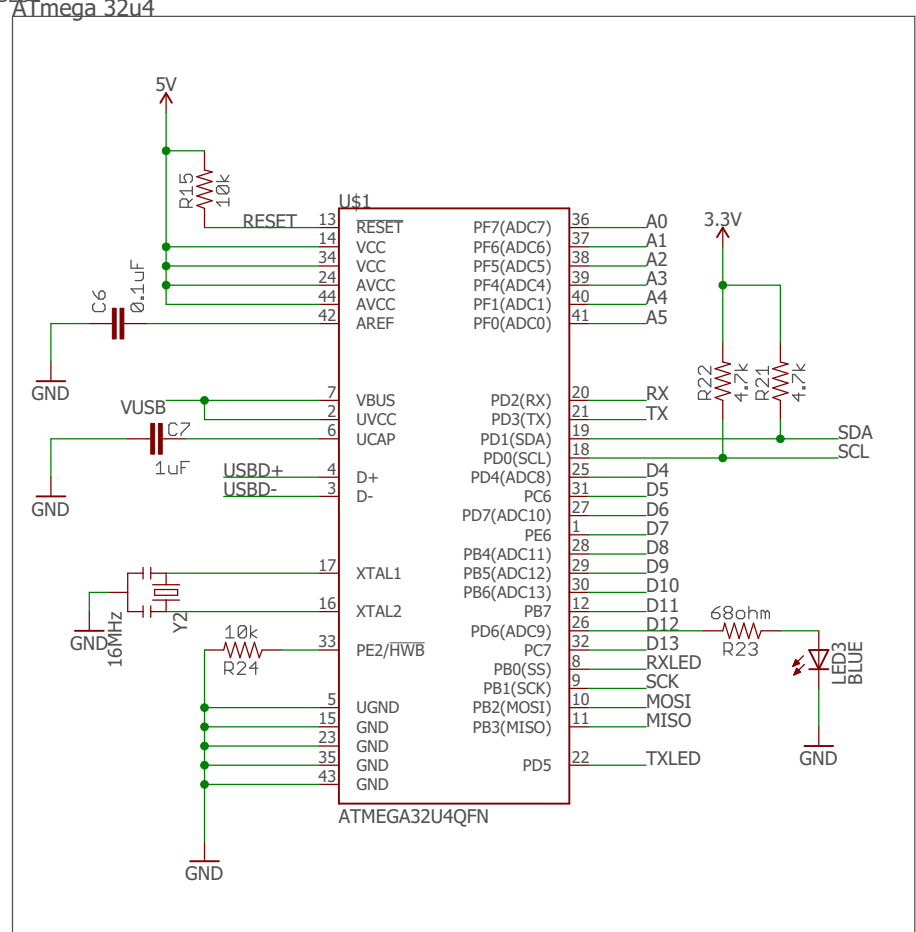 ATmega 32u4
5V
R15
10k
U$1
RESET 13 RESET
14 VCC
34 VCC
24 AVCC
44 AVCC
42 AREF
C6
0.1uF
GND
VUSB
7 VBUS
2 UVCC
6 UCAP
C7
1uF
GND
USBD+ 4 D+
USBD- 3 D-
17 XTAL1
16 XTAL2
GND
16MHz
Y2
10k
R24
33 PE2/HWB
5 UGND
15 GND
23 GND
35 GND
43 GND
GND
ATMEGA32U4QFN
PF7(ADC7) 36 A0
PF6(ADC6) 37 A1
PF5(ADC5) 38 A2
PF4(ADC4) 39 A3
PF1(ADC1) 40 A4
PF0(ADC0) 41 A5
3.3V
R22
4.7k
R21
4.7k
PD2(RX) 20 RX
PD3(TX) 21 TX
PD1(SDA) 19 SDA
PD0(SCL) 18 SCL
PD4(ADC8) 25 D4
PC6 31 D5
PD7(ADC10) 27 D6
PE6 1 D7
PB4(ADC11) 28 D8
PB5(ADC12) 29 D9
PB6(ADC13) 30 D10
PB7 12 D11
PD6(ADC9) 26 D12
PC7 32 D13
PB0(SS) 8 RXLED
PB1(SCK) 9 SCK
PB2(MOSI) 10 MOSI
PB3(MISO) 11 MISO
PD5 22 TXLED
68ohm
R23
LED3
BLUE
GND